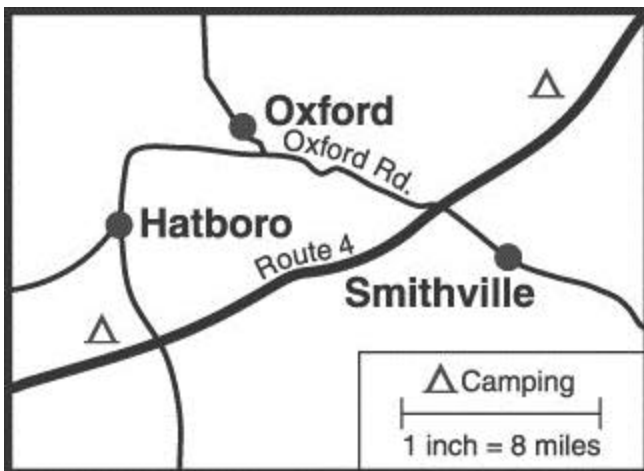 Oxford
Oxford Rd.
Hatboro
Route 4
Smithville
Camping
1 inch = 8 miles